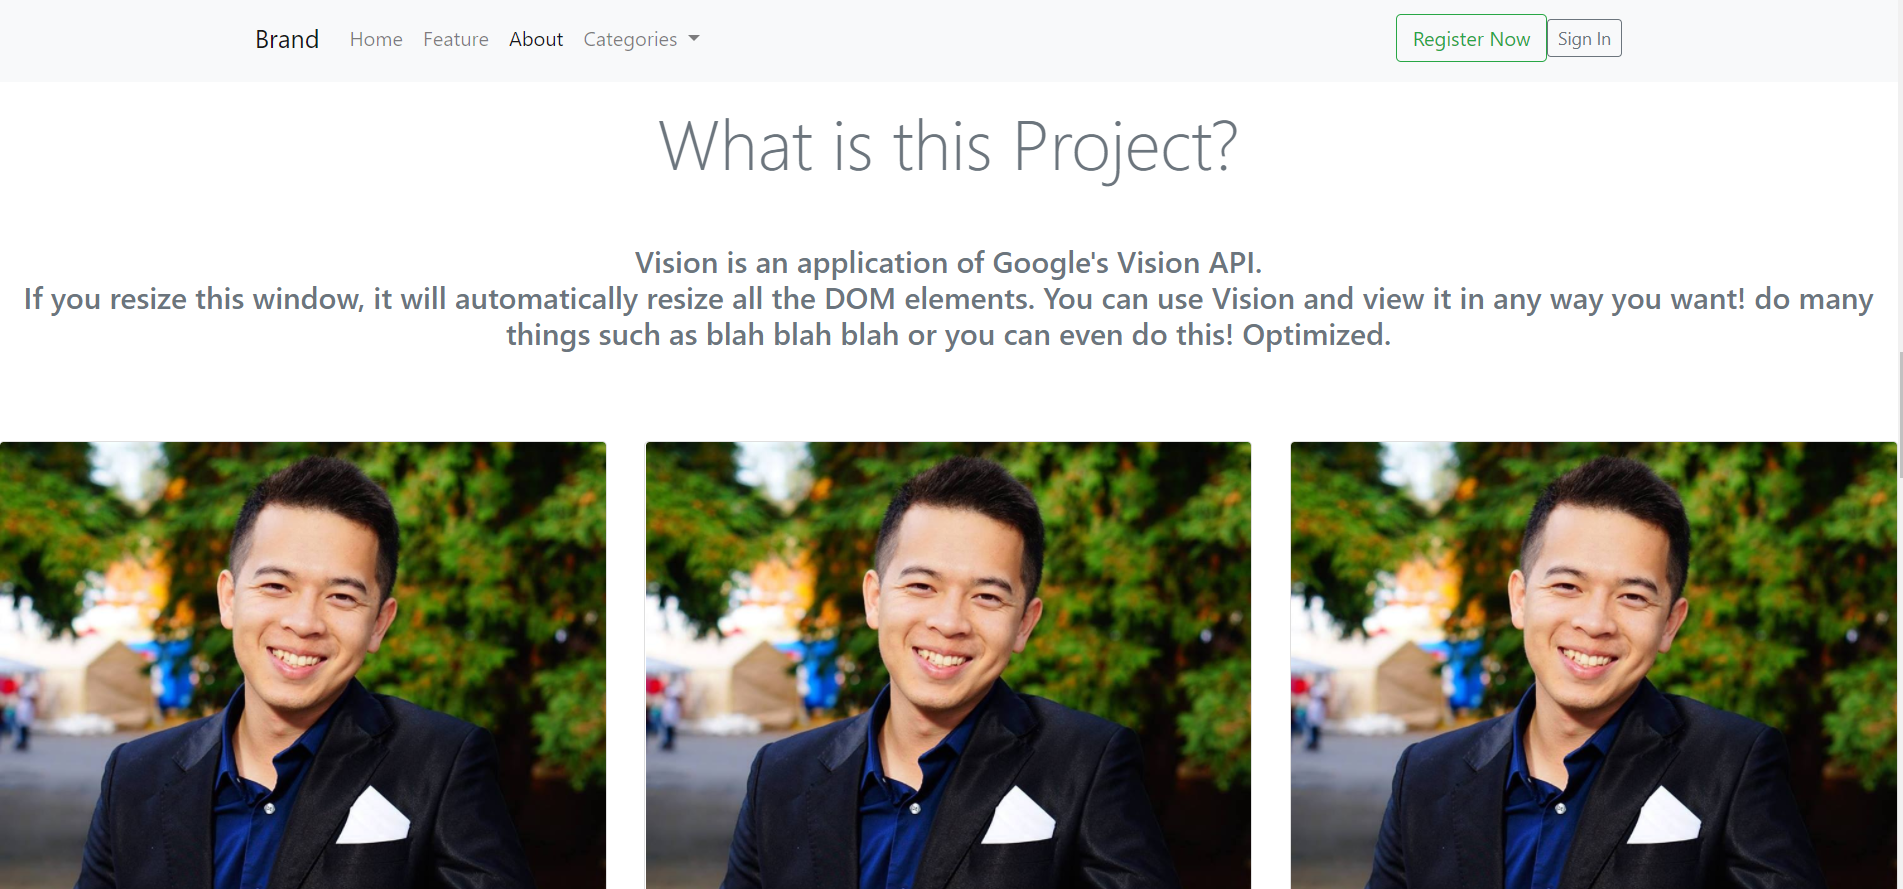 Brand Home Feature About Categories Register Now Sign In
What is this Project?
Vision is an application of Google's Vision API.
If you resize this window, it will automatically resize all the DOM elements. You can use Vision and view it in any way you want! do many
things such as blah blah blah or you can even do this! Optimized.